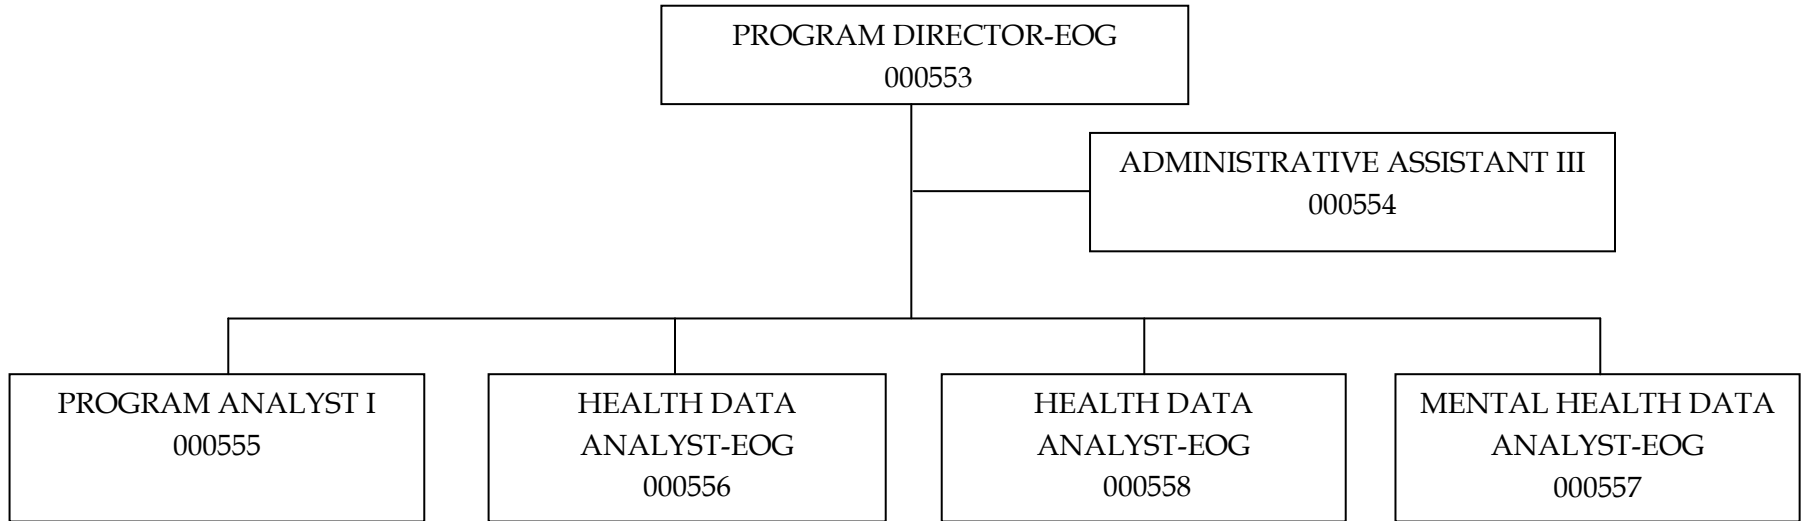 PROGRAM DIRECTOR-EOG
000553
ADMINISTRATIVE ASSISTANT III
000554
PROGRAM ANALYST I
000555
HEALTH DATA
ANALYST-EOG
000556
HEALTH DATA
ANALYST-EOG
000558
MENTAL HEALTH DATA
ANALYST-EOG
000557